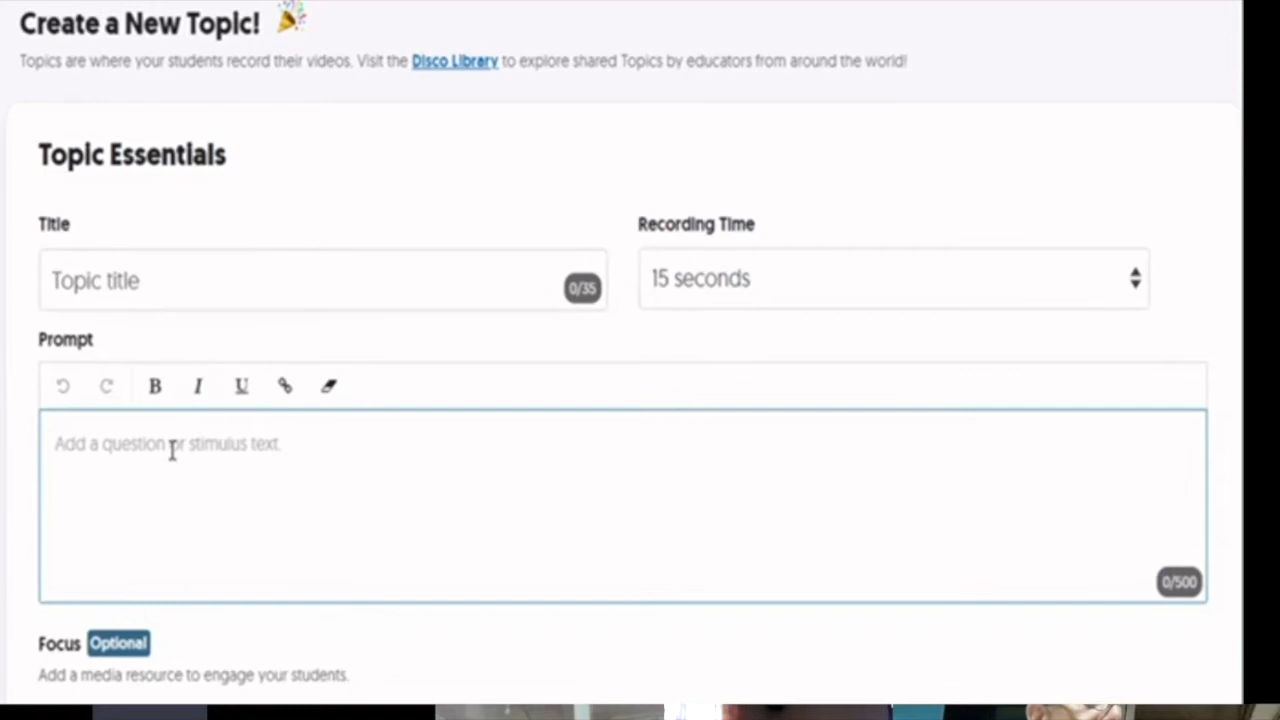 Create a New Topic!
Topics are where your students record their videos. Visit the Disco Library to explore shared Topics by educators from around the world!
Topic Essentials
Title
Recording Time
Topic title
0/35
15 seconds
Prompt
B I U
Add a question or stimulus text.
0/500
Focus Optional
Add a media resource to engage your students.